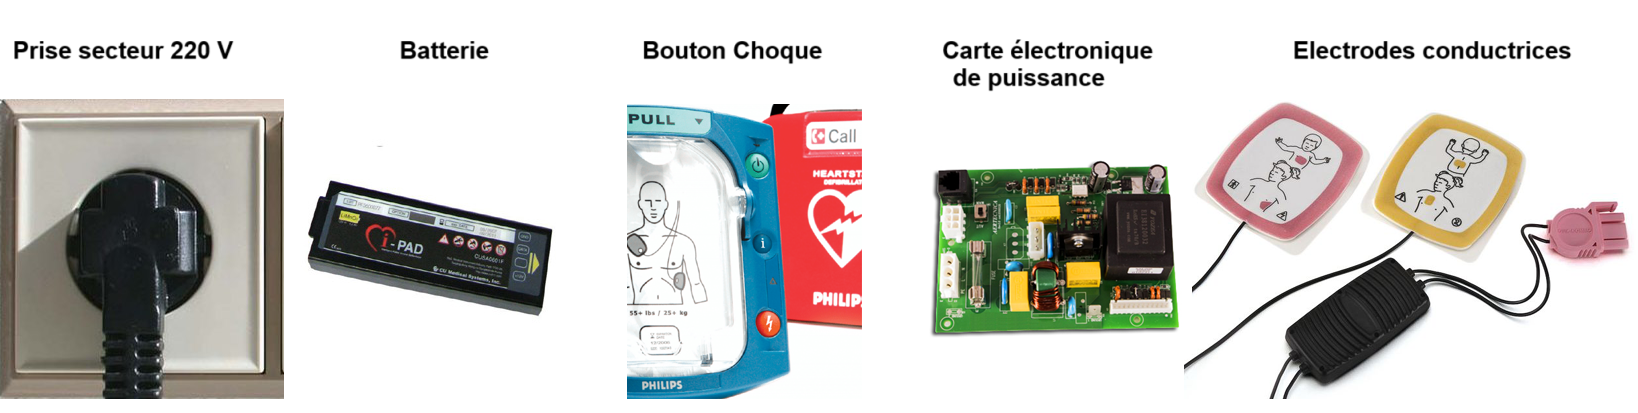 Prise secteur 220 V
Batterie
Bouton Choque
Carte électronique
de puissance
Electrodes conductrices
i-PAD
CU Medical Systems, Inc.
PULL
Call
HEARTST
PHILIP
55+ lbs / 25+ kg
PHILIPS